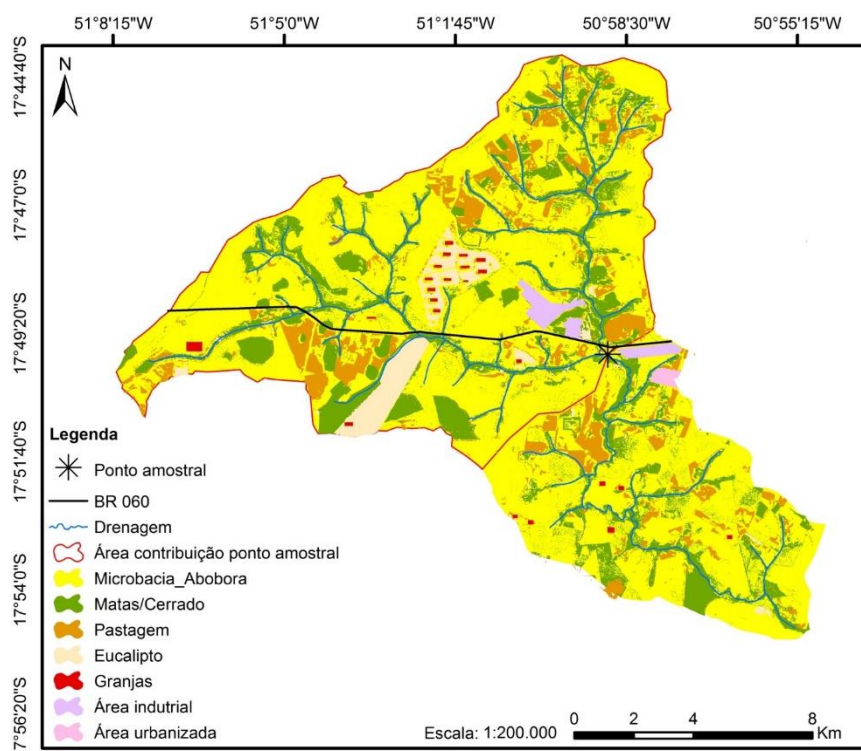 51°8'15"W 51°5'0"W 51°1'45"W 50°58'30"W 50°55'15"W
17°44'40"S
17°47'0"S
17°49'20"S
17°51'40"S
17°54'0"S
7°56'20"S
N
Legenda
Ponto amostral
BR 060
Drenagem
Área contribuição ponto amostral
Microbacia_Abobora
Matas/Cerrado
Pastagem
Eucalipto
Granjas
Área indutrial
Área urbanizada
Escala: 1:200.000
0 2 4 8
Km